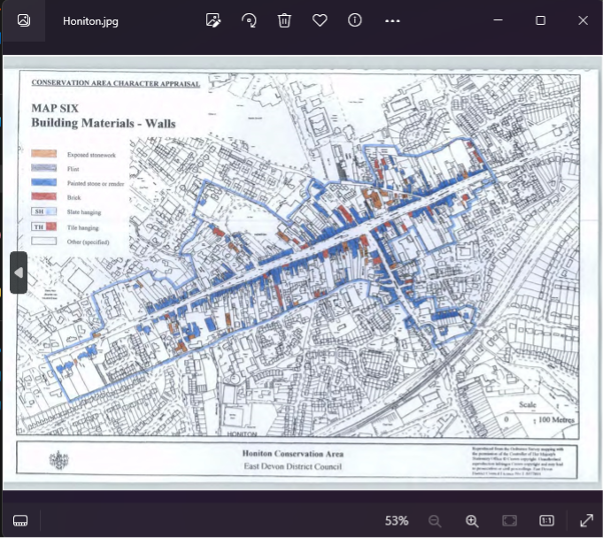 Honiton.jpg
CONSERVATION AREA CHARACTER APPRAISAL
MAP SIX
Building Materials - Walls
Exposed stonework
Flint
Painted stone or render
Brick
SH Slate hanging
TH Tile hanging
Other (specified)
HONITON
Scale
0 100 Metres
Honiton Conservation Area
East Devon District Council
53%
1:1